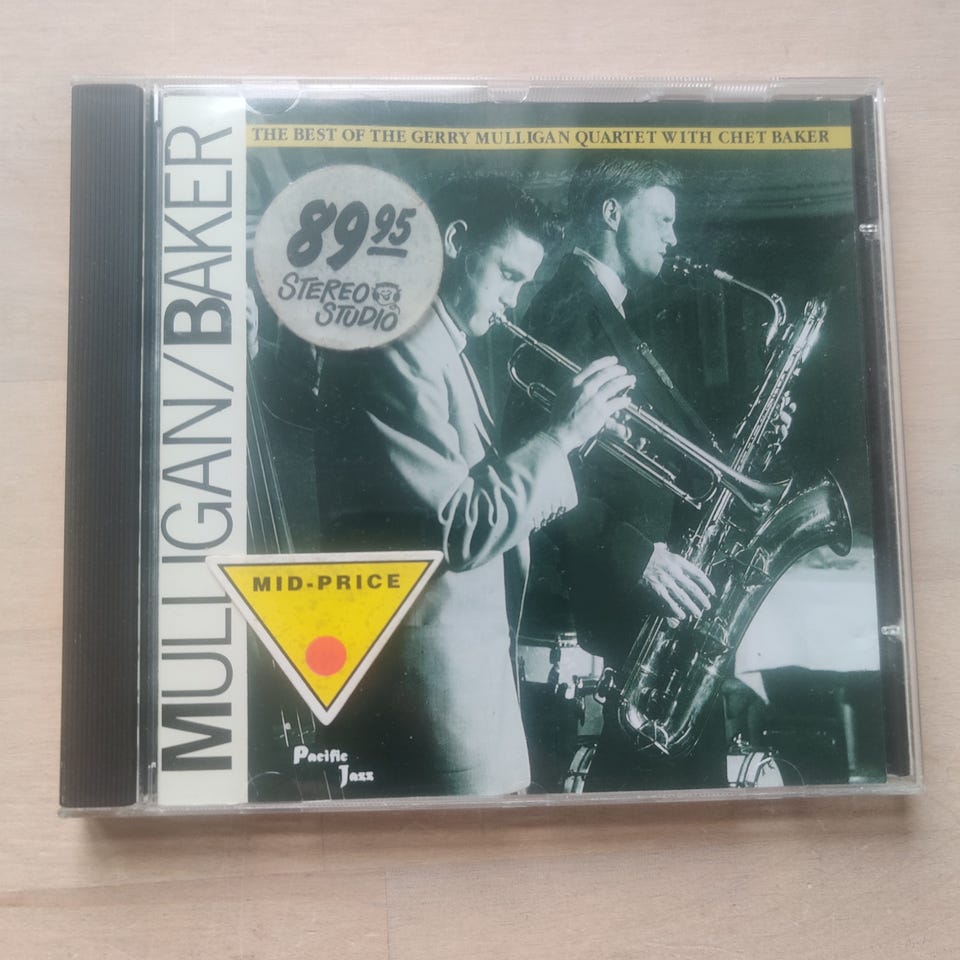 THE BEST OF THE GERRY MULLIGAN QUARTET WITH CHET BAKER
MULLIGAN/BAKER
89 95
STEREO
STUDIO
MID-PRICE
Pacific
Jazz